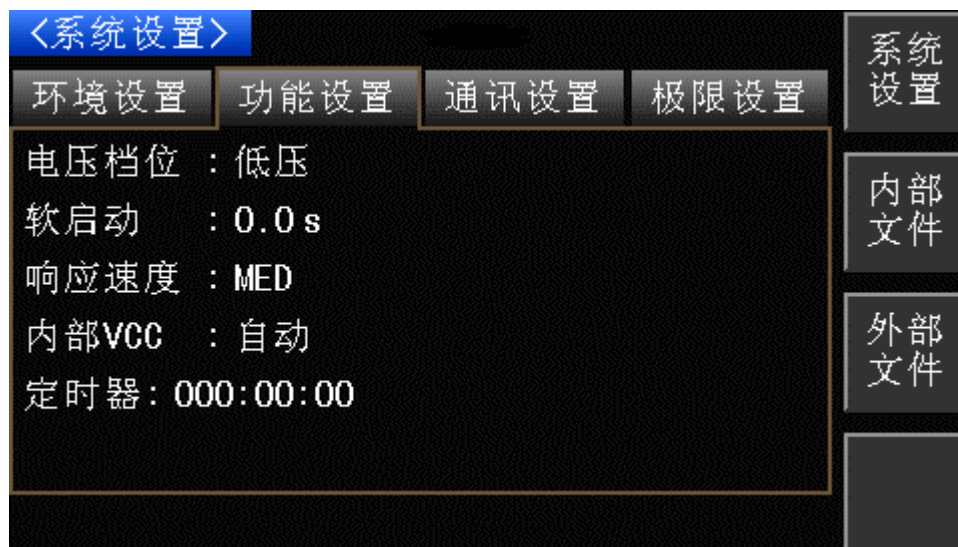 <系统设置>
环境设置 功能设置 通讯设置 极限设置
电压档位 : 低压
软启动 : 0.0s
响应速度 : MED
内部VCC : 自动
定时器: 000:00:00
系统
设置
内部
文件
外部
文件